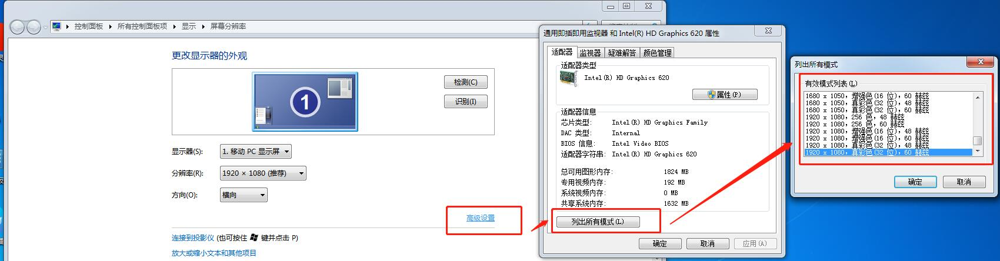 控制面板 ▸ 所有控制面板项 ▸ 显示 ▸ 屏幕分辨率
更改显示器的外观
1
检测(C)
识别(I)
显示器(S):
1. 移动 PC 显示屏
分辨率(R):
1920 × 1080 (推荐)
方向(O):
横向
高级设置
连接到投影仪 (也可按住 键并点击 P)
放大或缩小文本和其他项目
通用即插即用监视器 和 Intel(R) HD Graphics 620 属性
适配器 监视器 疑难解答 颜色管理
适配器类型
Intel(R) HD Graphics 620
属性(P)
适配器信息
芯片类型: Intel(R) HD Graphics Family
DAC 类型: Internal
BIOS 信息: Intel Video BIOS
适配器字符串: Intel(R) HD Graphics 620
总可用图形内存: 1824 MB
专用视频内存: 192 MB
系统视频内存: 0 MB
共享系统内存: 1632 MB
列出所有模式(L)
确定 取消 应用(A)
列出所有模式
有效模式列表(L)
1680 x 1050, 增强色(16 位), 60 赫兹
1680 x 1050, 真彩色(32 位), 48 赫兹
1680 x 1050, 真彩色(32 位), 60 赫兹
1920 x 1080, 256 色, 48 赫兹
1920 x 1080, 256 色, 60 赫兹
1920 x 1080, 增强色(16 位), 48 赫兹
1920 x 1080, 增强色(16 位), 60 赫兹
1920 x 1080, 真彩色(32 位), 48 赫兹
1920 x 1080, 真彩色(32 位), 60 赫兹
确定 取消